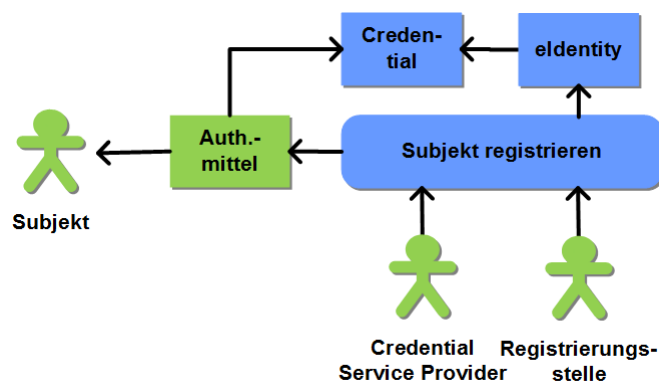 Creden-
tial
eIdentity
Auth.-
mittel
Subjekt registrieren
Subjekt
Credential
Service Provider
Registrierungs-
stelle